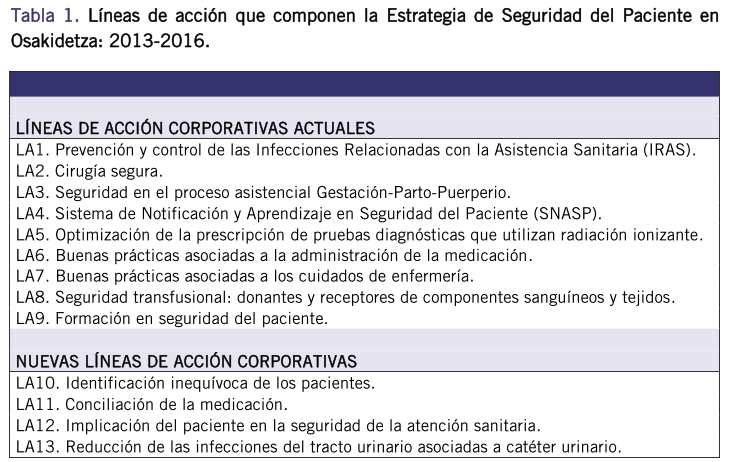 Tabla 1. Líneas de acción que componen la Estrategia de Seguridad del Paciente en
Osakidetza: 2013-2016.
LÍNEAS DE ACCIÓN CORPORATIVAS ACTUALES
LA1. Prevención y control de las Infecciones Relacionadas con la Asistencia Sanitaria (IRAS).
LA2. Cirugía segura.
LA3. Seguridad en el proceso asistencial Gestación-Parto-Puerperio.
LA4. Sistema de Notificación y Aprendizaje en Seguridad del Paciente (SNASP).
LA5. Optimización de la prescripción de pruebas diagnósticas que utilizan radiación ionizante.
LA6. Buenas prácticas asociadas a la administración de la medicación.
LA7. Buenas prácticas asociadas a los cuidados de enfermería.
LA8. Seguridad transfusional: donantes y receptores de componentes sanguíneos y tejidos.
LA9. Formación en seguridad del paciente.
NUEVAS LÍNEAS DE ACCIÓN CORPORATIVAS
LA10. Identificación inequívoca de los pacientes.
LA11. Conciliación de la medicación.
LA12. Implicación del paciente en la seguridad de la atención sanitaria.
LA13. Reducción de las infecciones del tracto urinario asociadas a catéter urinario.